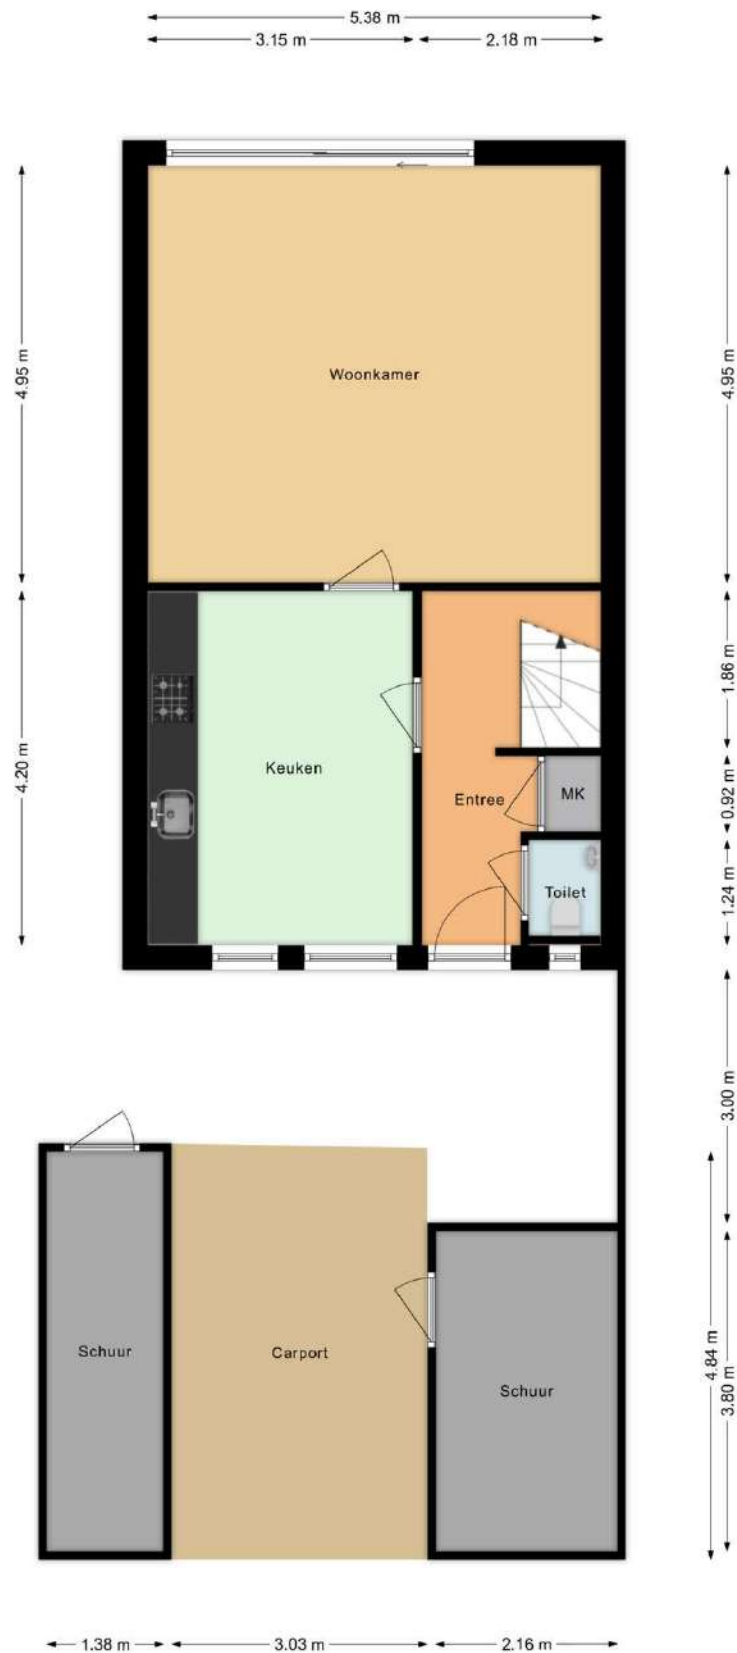 5.38 m
3.15 m
2.18 m
4.95 m
4.95 m
Woonkamer
1.86 m
4.20 m
Keuken
Entree
MK
0.92 m
Toilet
1.24 m
3.00 m
Schuur
Carport
Schuur
4.84 m
3.80 m
1.38 m
3.03 m
2.16 m